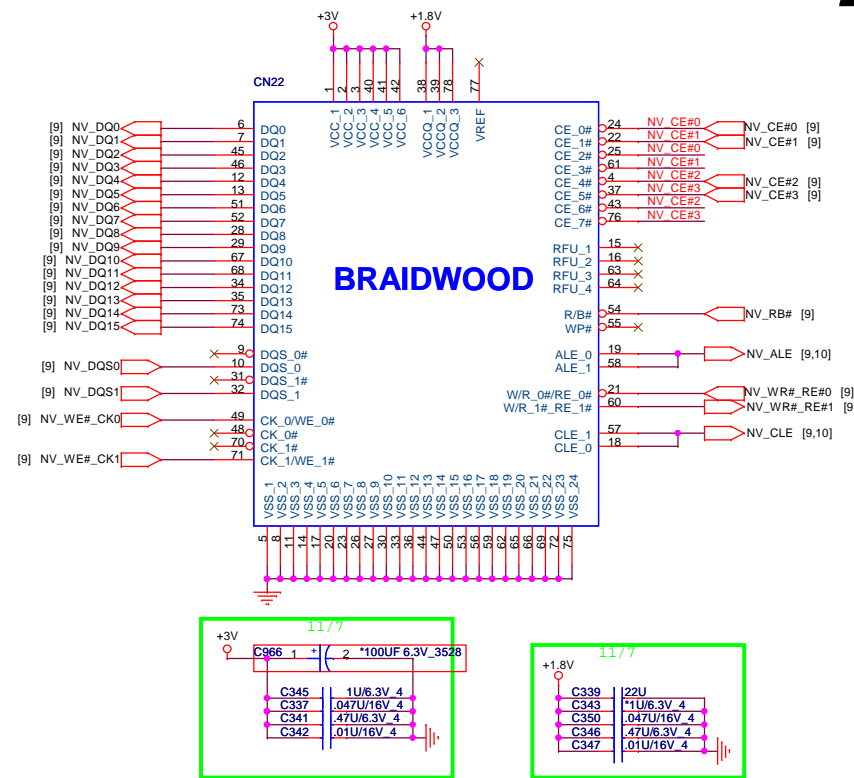 +3V +1.8V
CN22
1 2 3 40 41 42 38 39 78 77
VCC_1 VCC_2 VCC_3 VCC_4 VCC_5 VCC_6 VCCQ_1 VCCQ_2 VCCQ_3 VREF
[9] NV_DQ0 6 DQ0
[9] NV_DQ1 7 DQ1
[9] NV_DQ2 45 DQ2
[9] NV_DQ3 46 DQ3
[9] NV_DQ4 12 DQ4
[9] NV_DQ5 13 DQ5
[9] NV_DQ6 51 DQ6
[9] NV_DQ7 52 DQ7
[9] NV_DQ8 28 DQ8
[9] NV_DQ9 29 DQ9
[9] NV_DQ10 67 DQ10
[9] NV_DQ11 68 DQ11
[9] NV_DQ12 34 DQ12
[9] NV_DQ13 35 DQ13
[9] NV_DQ14 73 DQ14
[9] NV_DQ15 74 DQ15
9 DQS_0#
[9] NV_DQS0 10 DQS_0
31 DQS_1#
[9] NV_DQS1 32 DQS_1
[9] NV_WE#_CK0 49 CK_0/WE_0#
48 CK_0#
70 CK_1#
[9] NV_WE#_CK1 71 CK_1/WE_1#
BRAIDWOOD
CE_0# 24 NV_CE#0 NV_CE#0 [9]
CE_1# 22 NV_CE#1 NV_CE#1 [9]
CE_2# 25 NV_CE#0
CE_3# 61 NV_CE#1
CE_4# 4 NV_CE#2 NV_CE#2 [9]
CE_5# 37 NV_CE#3 NV_CE#3 [9]
CE_6# 43 NV_CE#2
CE_7# 76 NV_CE#3
RFU_1 15
RFU_2 16
RFU_3 63
RFU_4 64
R/B# 54 NV_RB# [9]
WP# 55
ALE_0 19 NV_ALE [9,10]
ALE_1 58
W/R_0#/RE_0# 21 NV_WR#_RE#0 [9]
W/R_1#_RE_1# 60 NV_WR#_RE#1 [9
CLE_1 57 NV_CLE [9,10]
CLE_0 18
VSS_1 VSS_2 VSS_3 VSS_4 VSS_5 VSS_6 VSS_7 VSS_8 VSS_9 VSS_10 VSS_11 VSS_12 VSS_13 VSS_14 VSS_15 VSS_16 VSS_17 VSS_18 VSS_19 VSS_20 VSS_21 VSS_22 VSS_23 VSS_24
5 8 11 14 17 20 23 26 27 30 33 36 44 47 50 53 56 59 62 65 66 69 72 75
11/7
+3V
C966 1 + 2 *100UF 6.3V_3528
C345 1U/6.3V_4
C337 .047U/16V_4
C341 .47U/6.3V_4
C342 .01U/16V_4
11/7
+1.8V
C339 22U
C343 *1U/6.3V_4
C350 .047U/16V_4
C346 .47U/6.3V_4
C347 .01U/16V_4